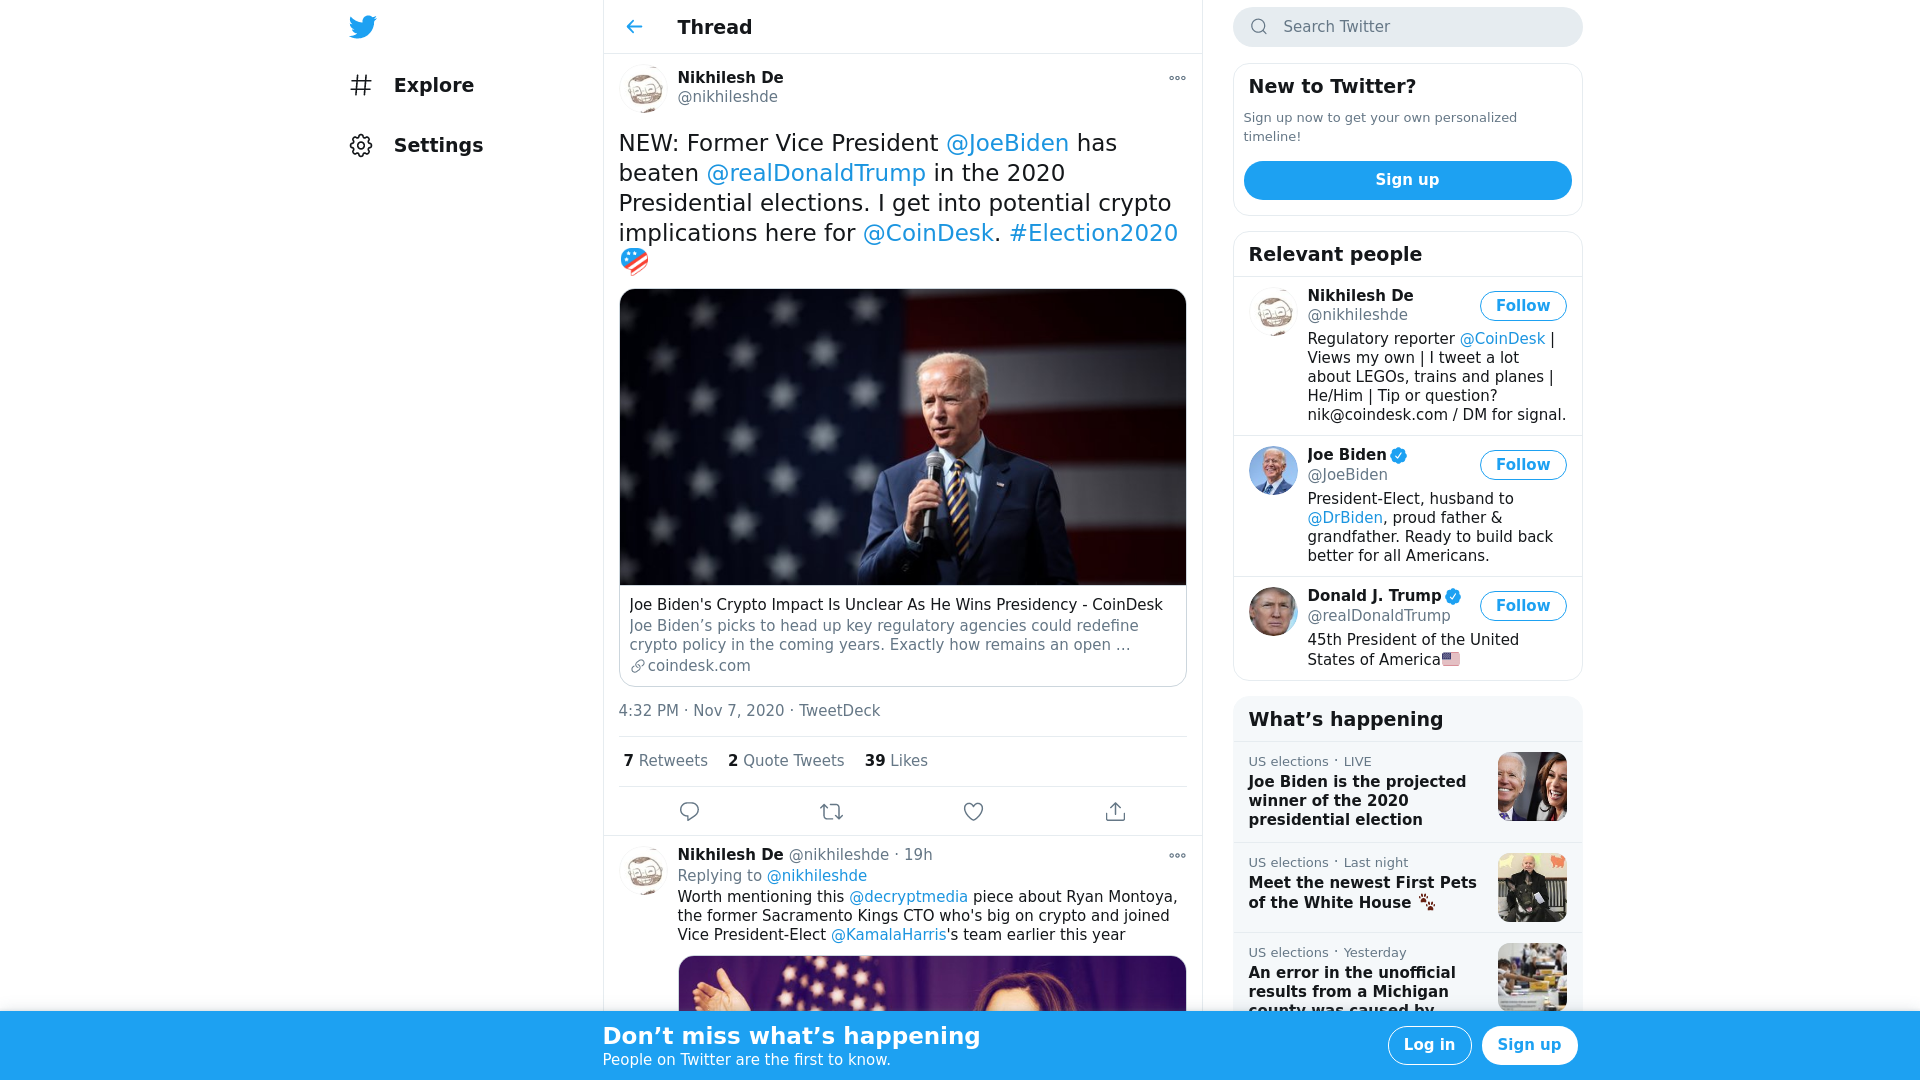 Explore
Settings
Thread
Nikhilesh De
@nikhileshde
NEW: Former Vice President @JoeBiden has
beaten @realDonaldTrump in the 2020
Presidential elections. I get into potential crypto
implications here for @CoinDesk. #Election2020
Joe Biden's Crypto Impact Is Unclear As He Wins Presidency - CoinDesk
Joe Biden’s picks to head up key regulatory agencies could redefine
crypto policy in the coming years. Exactly how remains an open …
coindesk.com
4:32 PM · Nov 7, 2020 · TweetDeck
7 Retweets 2 Quote Tweets 39 Likes
Nikhilesh De @nikhileshde · 19h
Replying to @nikhileshde
Worth mentioning this @decryptmedia piece about Ryan Montoya,
the former Sacramento Kings CTO who's big on crypto and joined
Vice President-Elect @KamalaHarris's team earlier this year
Search Twitter
New to Twitter?
Sign up now to get your own personalized
timeline!
Sign up
Relevant people
Nikhilesh De
@nikhileshde
Follow
Regulatory reporter @CoinDesk |
Views my own | I tweet a lot
about LEGOs, trains and planes |
He/Him | Tip or question?
nik@coindesk.com / DM for signal.
Joe Biden
@JoeBiden
Follow
President-Elect, husband to
@DrBiden, proud father &
grandfather. Ready to build back
better for all Americans.
Donald J. Trump
@realDonaldTrump
Follow
45th President of the United
States of America🇺🇸
What’s happening
US elections · LIVE
Joe Biden is the projected
winner of the 2020
presidential election
US elections · Last night
Meet the newest First Pets
of the White House 🐾
US elections · Yesterday
An error in the unofficial
results from a Michigan
county was caused by
Don’t miss what’s happening
People on Twitter are the first to know.
Log in
Sign up